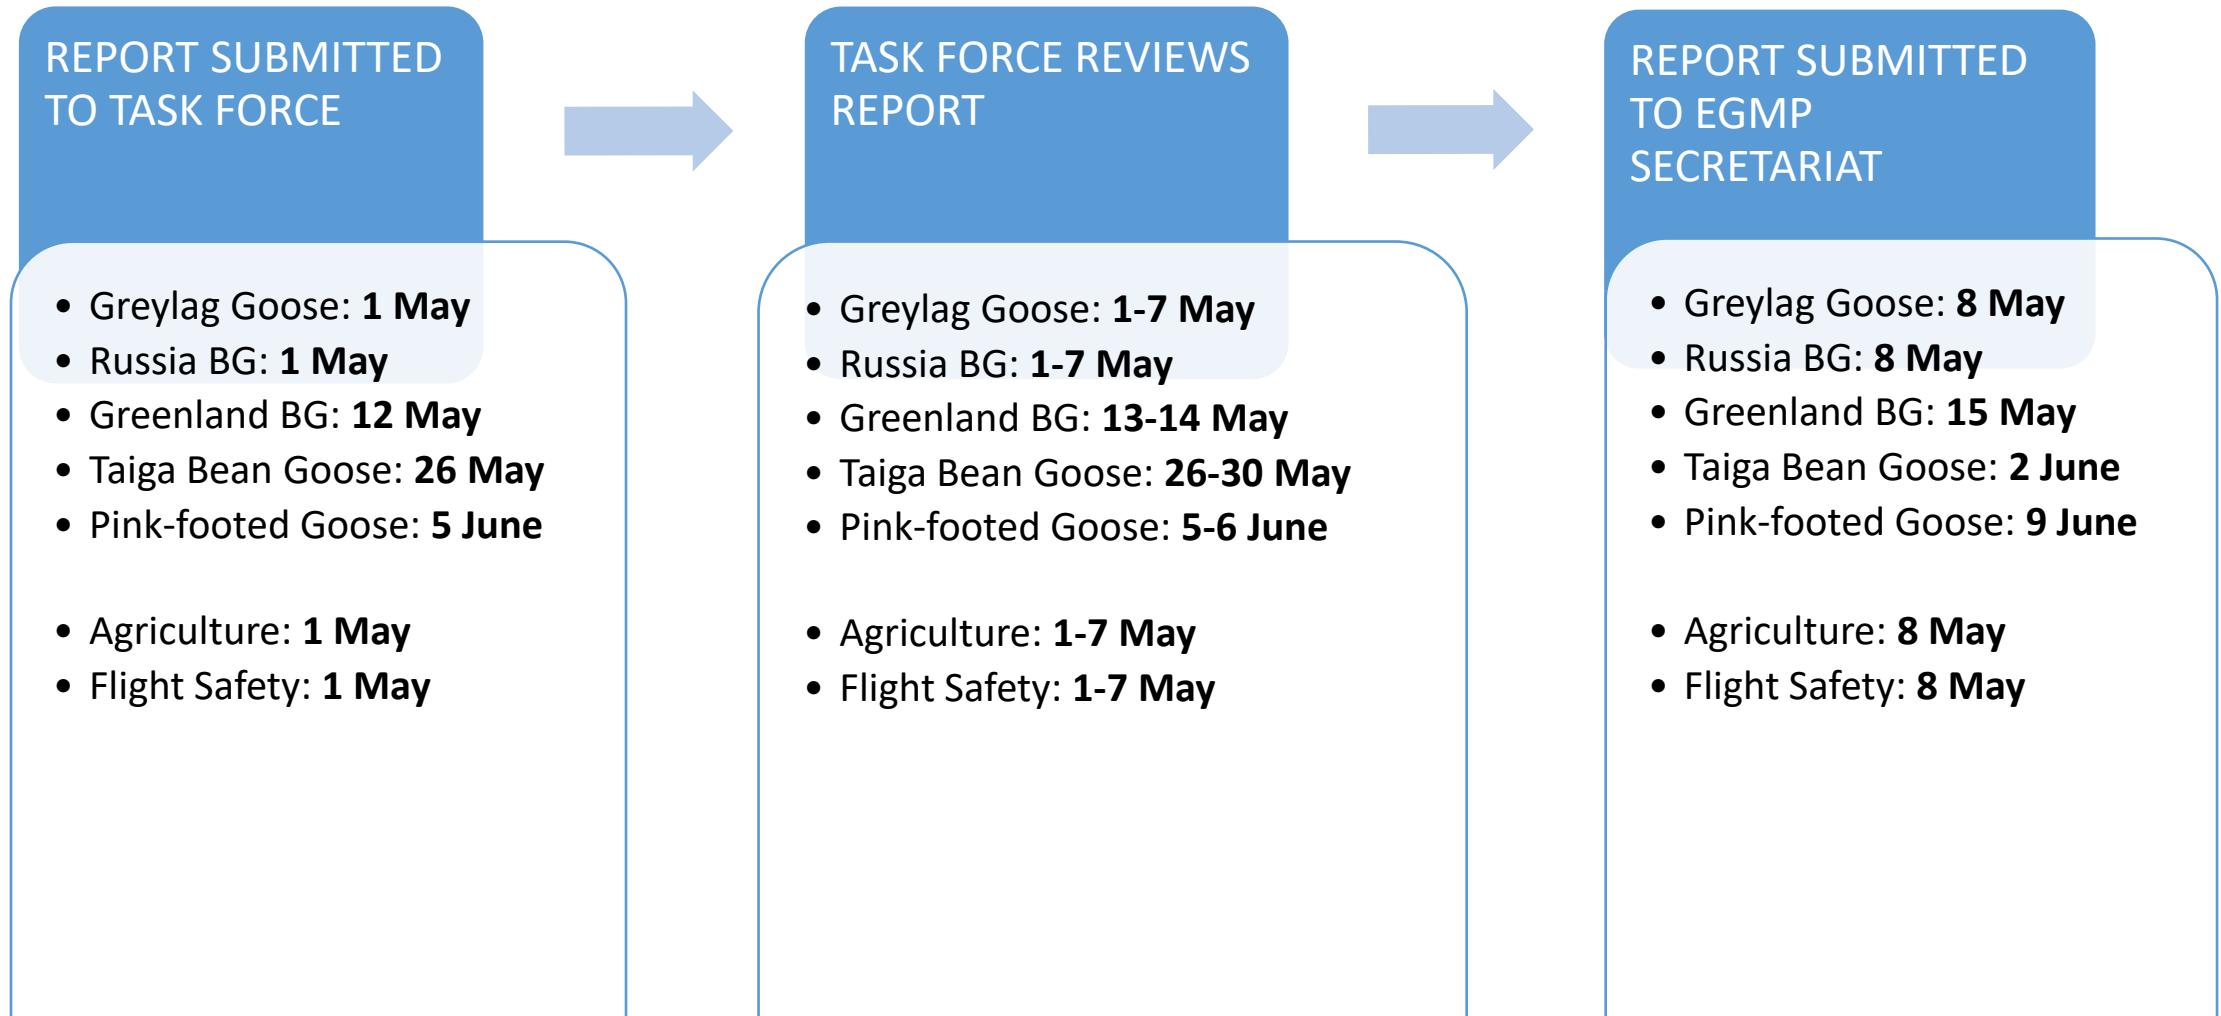 REPORT SUBMITTED
TO TASK FORCE
• Greylag Goose: 1 May
• Russia BG: 1 May
• Greenland BG: 12 May
• Taiga Bean Goose: 26 May
• Pink-footed Goose: 5 June
• Agriculture: 1 May
• Flight Safety: 1 May
TASK FORCE REVIEWS
REPORT
• Greylag Goose: 1-7 May
• Russia BG: 1-7 May
• Greenland BG: 13-14 May
• Taiga Bean Goose: 26-30 May
• Pink-footed Goose: 5-6 June
• Agriculture: 1-7 May
• Flight Safety: 1-7 May
REPORT SUBMITTED
TO EGMP
SECRETARIAT
• Greylag Goose: 8 May
• Russia BG: 8 May
• Greenland BG: 15 May
• Taiga Bean Goose: 2 June
• Pink-footed Goose: 9 June
• Agriculture: 8 May
• Flight Safety: 8 May